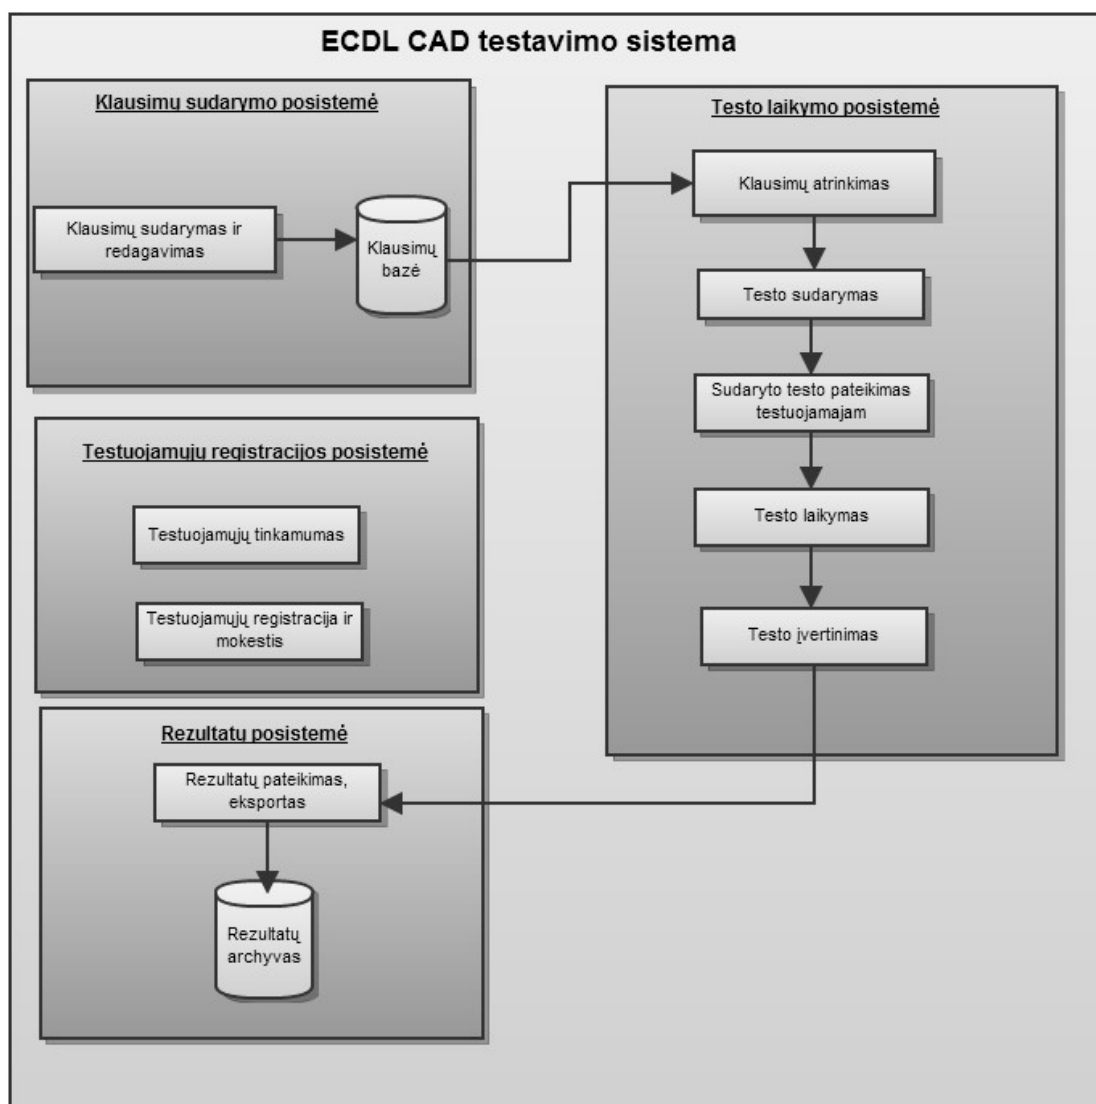 ECDL CAD testavimo sistema
Klausimų sudarymo posistemė
Klausimų sudarymas ir
redagavimas
Klausimų
bazė
Testo laikymo posistemė
Klausimų atrinkimas
Testo sudarymas
Sudaryto testo pateikimas
testuojamajam
Testo laikymas
Testo įvertinimas
Testuojamųjų registracijos posistemė
Testuojamųjų tinkamumas
Testuojamųjų registracija ir
mokestis
Rezultatų posistemė
Rezultatų pateikimas,
eksportas
Rezultatų
archyvas